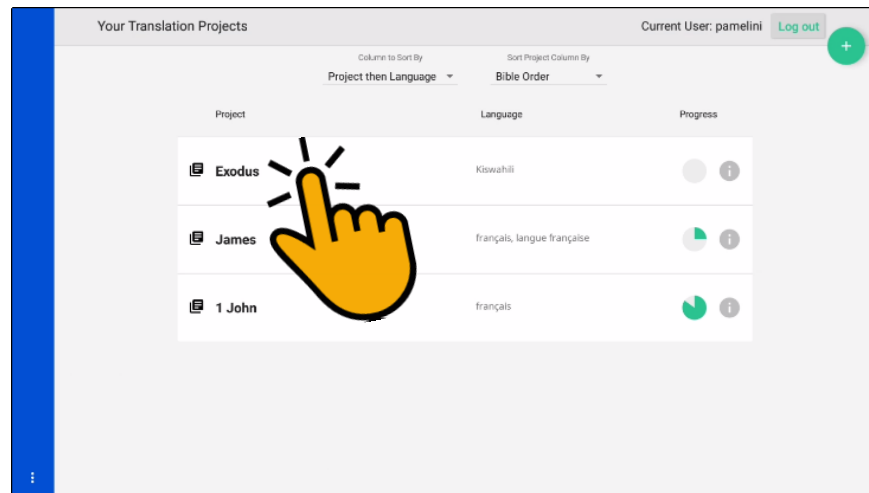 Your Translation Projects Current User: pamelini Log out
Column to Sort By Sort Project Column By
Project then Language Bible Order
Project Language Progress
Exodus Kiswahili
James français, langue française
1 John français